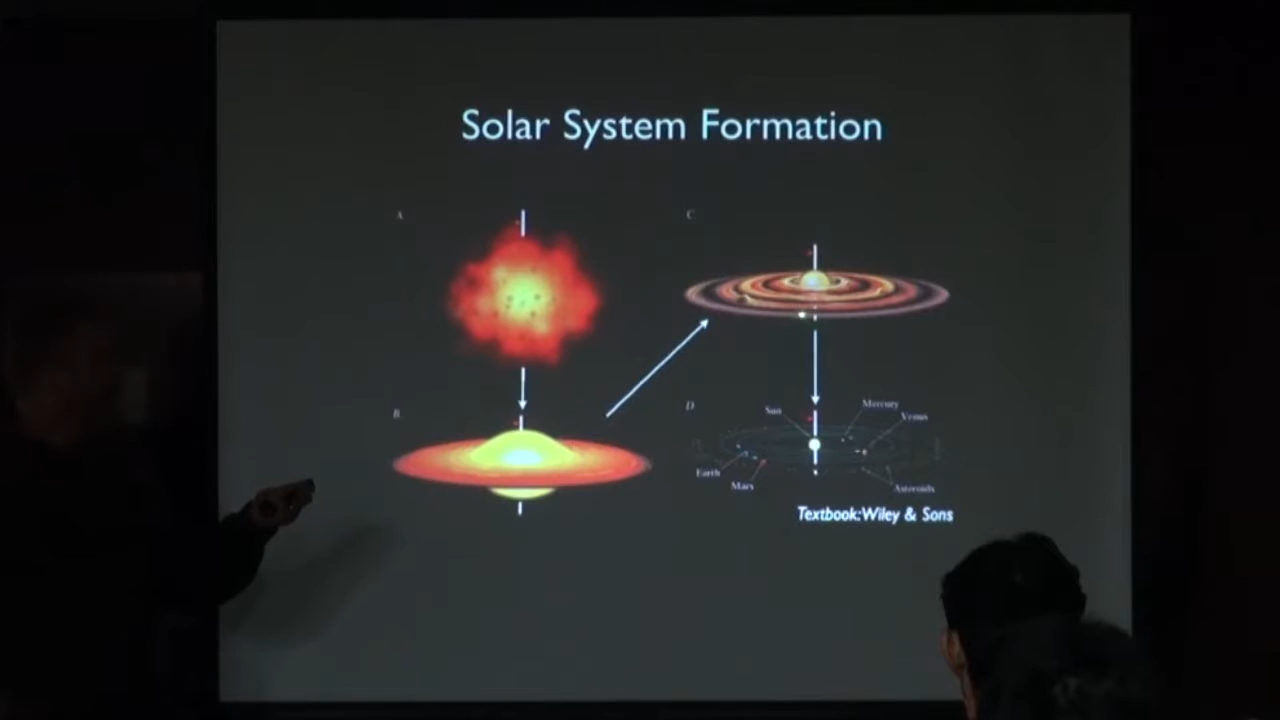 Solar System Formation
A
C
B
D
Sun
Mercury
Venus
Earth
Mars
Asteroids
Textbook:Wiley & Sons